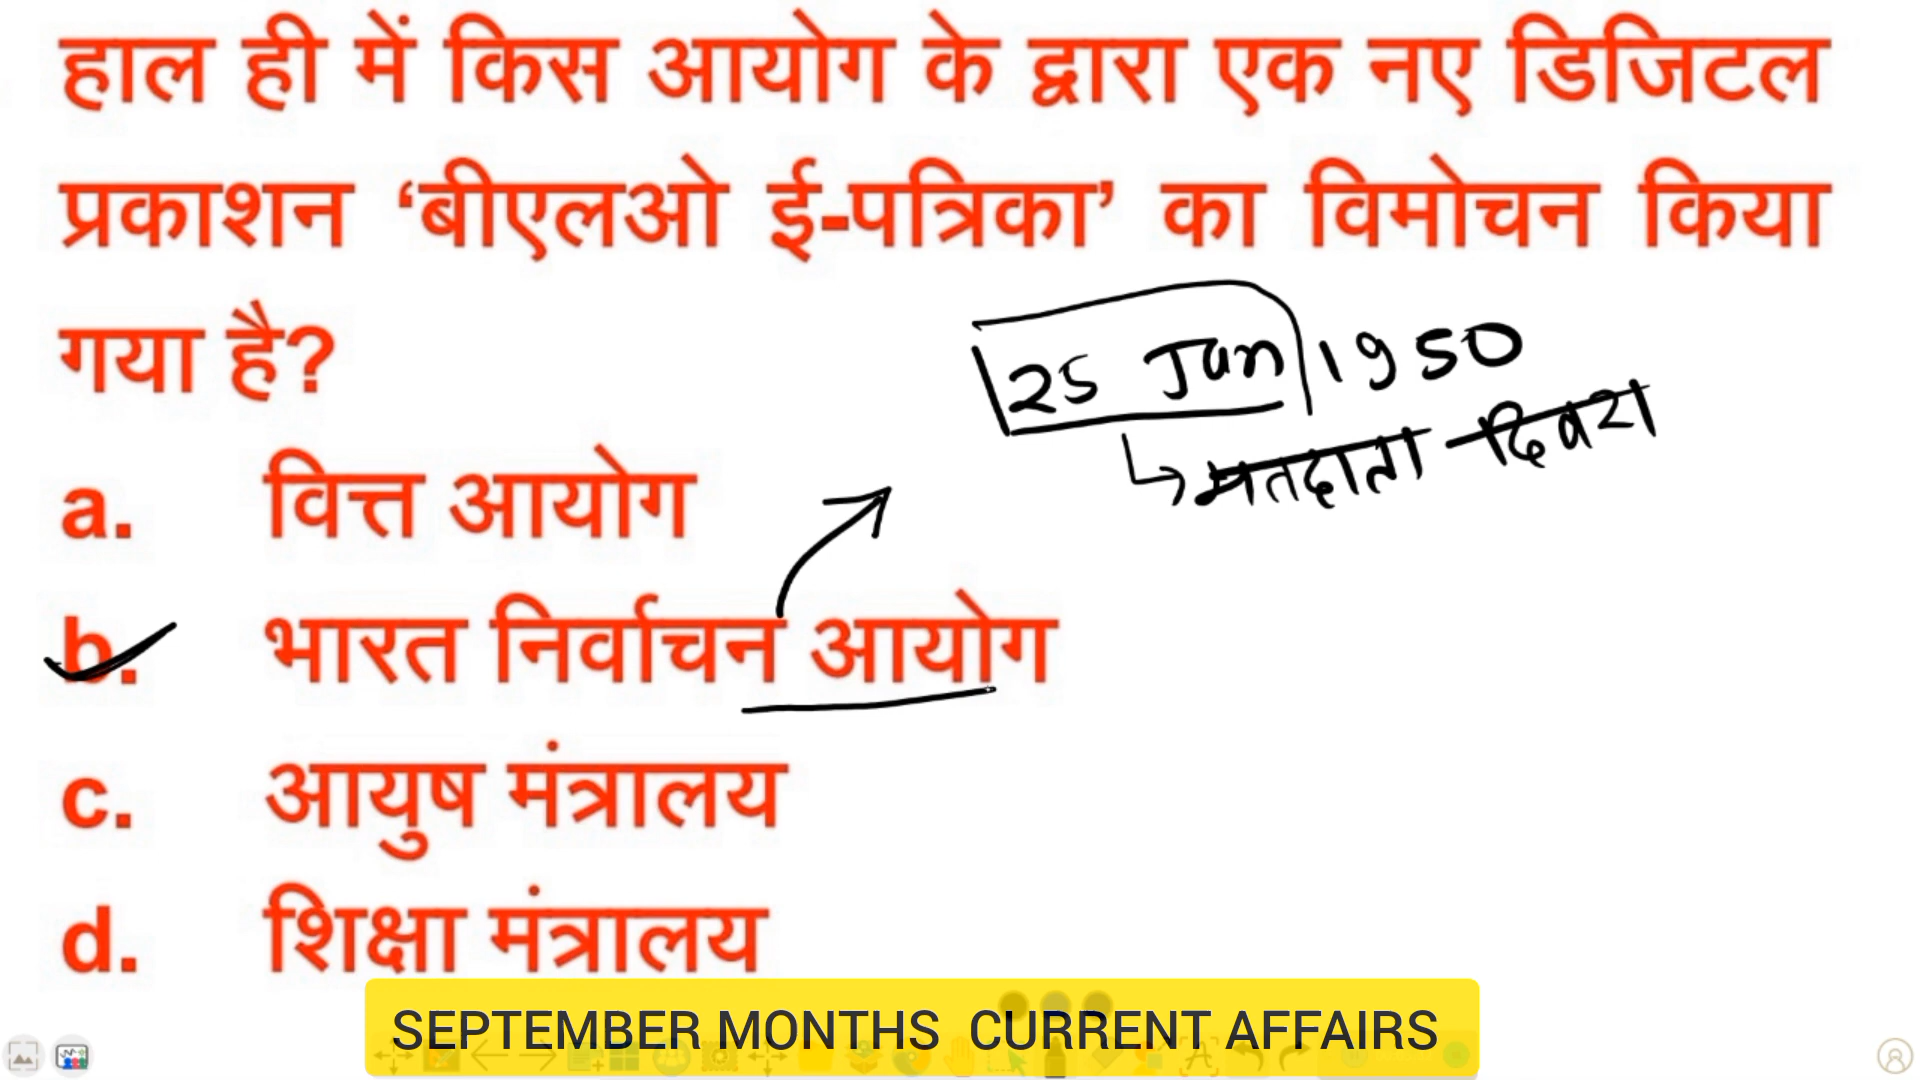 हाल ही में किस आयोग के द्वारा एक नए डिजिटल
प्रकाशन ‘बीएलओ ई-पत्रिका’ का विमोचन किया
गया है?
25 Jan 1950
मतदाता दिवस
a. वित्त आयोग
b. भारत निर्वाचन आयोग
c. आयुष मंत्रालय
d. शिक्षा मंत्रालय
SEPTEMBER MONTHS CURRENT AFFAIRS